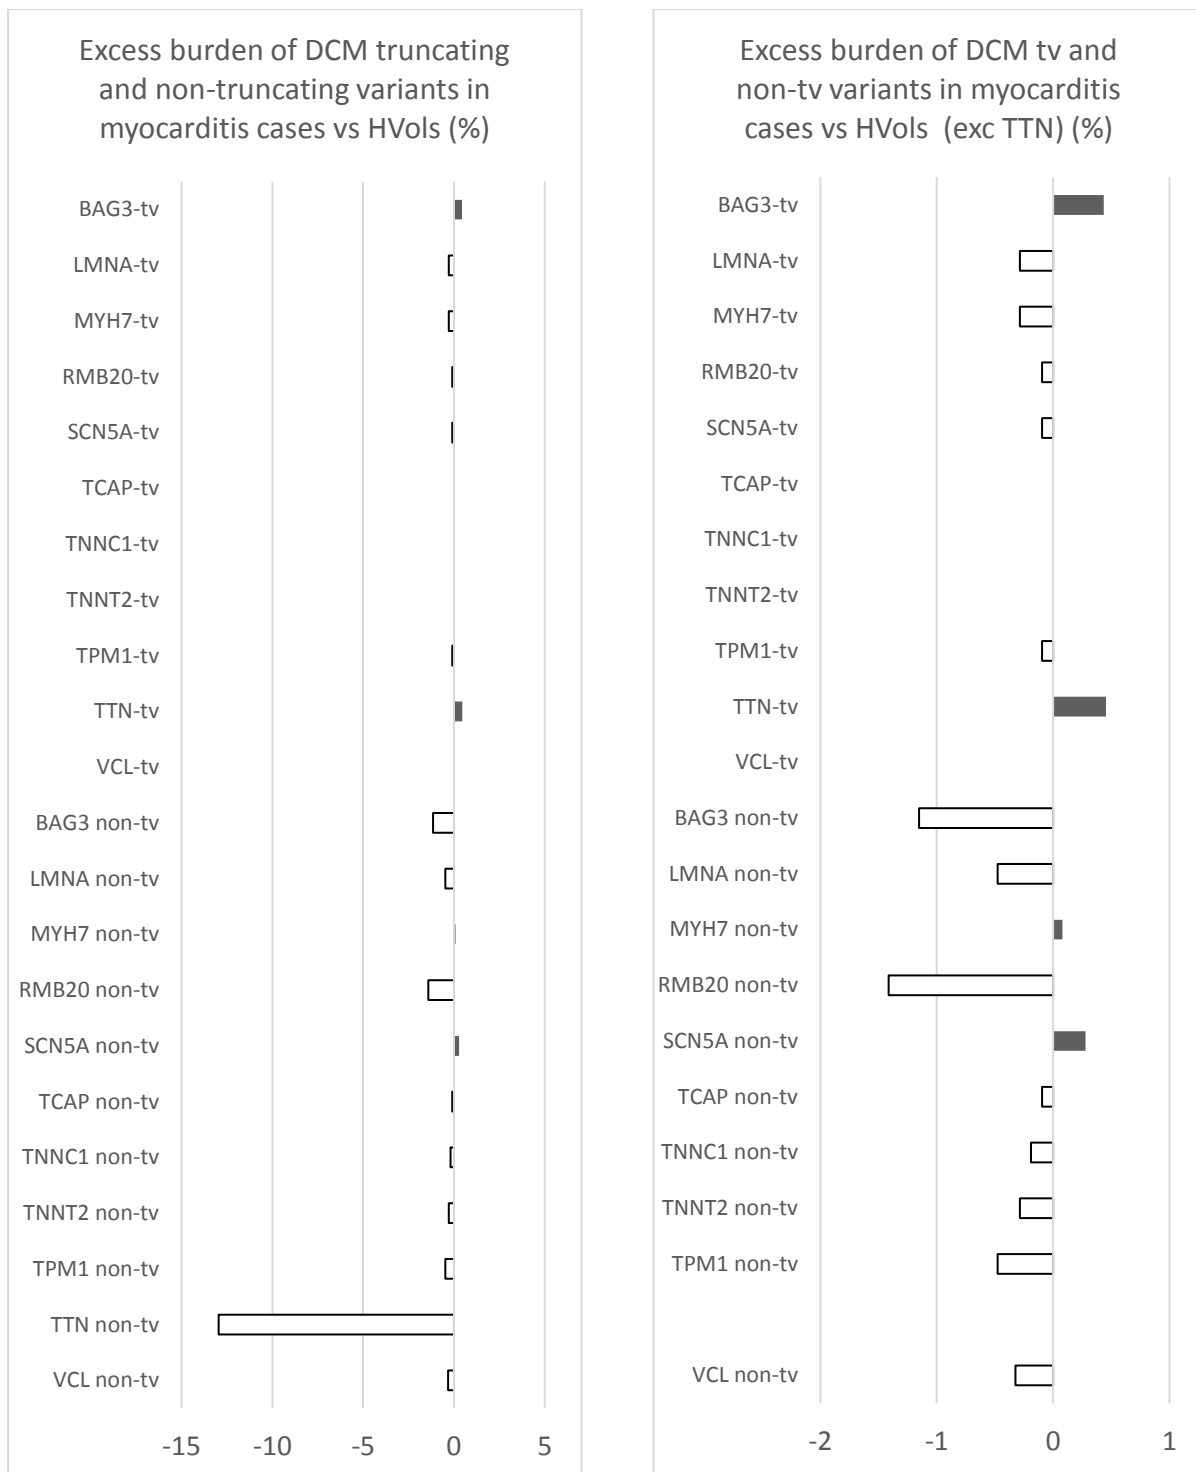 Excess burden of DCM truncating
and non-truncating variants in
myocarditis cases vs HVols (%)
BAG3-tv
LMNA-tv
MYH7-tv
RMB20-tv
SCN5A-tv
TCAP-tv
TNNC1-tv
TNNT2-tv
TPM1-tv
TTN-tv
VCL-tv
BAG3 non-tv
LMNA non-tv
MYH7 non-tv
RMB20 non-tv
SCN5A non-tv
TCAP non-tv
TNNC1 non-tv
TNNT2 non-tv
TPM1 non-tv
TTN non-tv
VCL non-tv
-15 -10 -5 0 5
Excess burden of DCM tv and
non-tv variants in myocarditis
cases vs HVols (exc TTN) (%)
BAG3-tv
LMNA-tv
MYH7-tv
RMB20-tv
SCN5A-tv
TCAP-tv
TNNC1-tv
TNNT2-tv
TPM1-tv
TTN-tv
VCL-tv
BAG3 non-tv
LMNA non-tv
MYH7 non-tv
RMB20 non-tv
SCN5A non-tv
TCAP non-tv
TNNC1 non-tv
TNNT2 non-tv
TPM1 non-tv
VCL non-tv
-2 -1 0 1